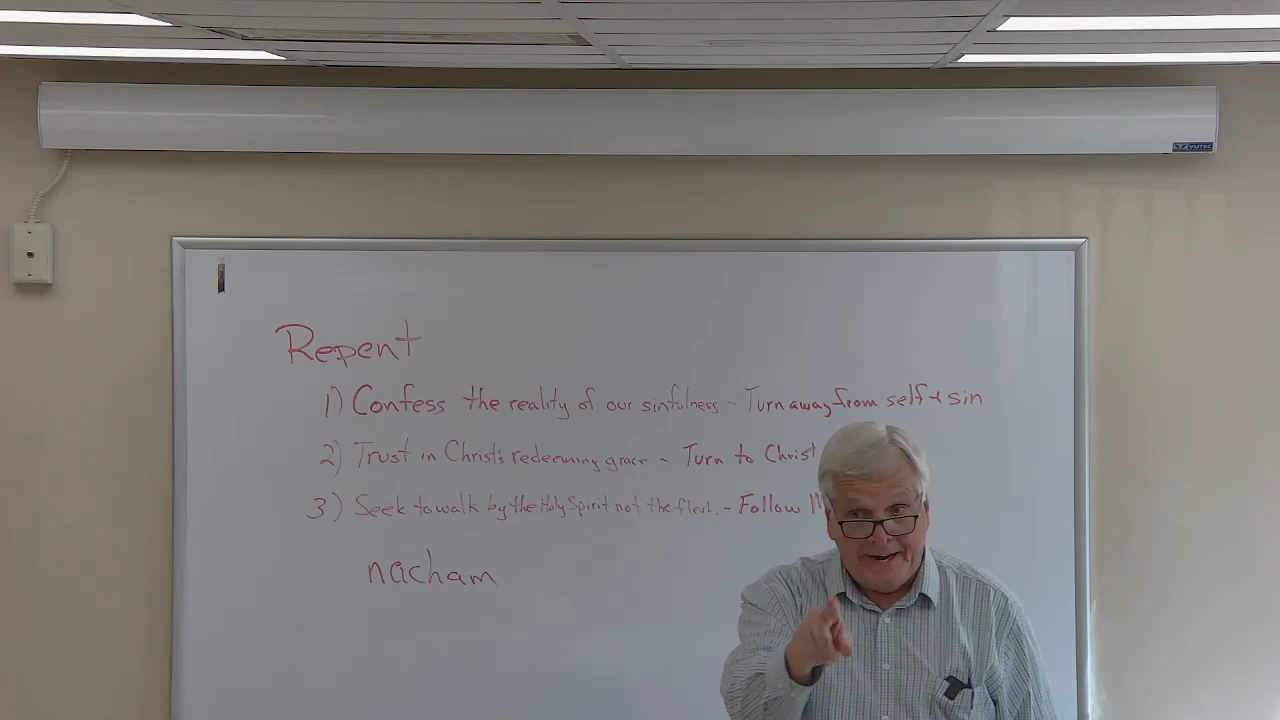 VUTEC
Repent
1) Confess the reality of our sinfulness - Turn away from self & sin
2) Trust in Christ's redeeming grace - Turn to Christ
3) Seek to walk by the Holy Spirit not the flesh. - Follow
nacham